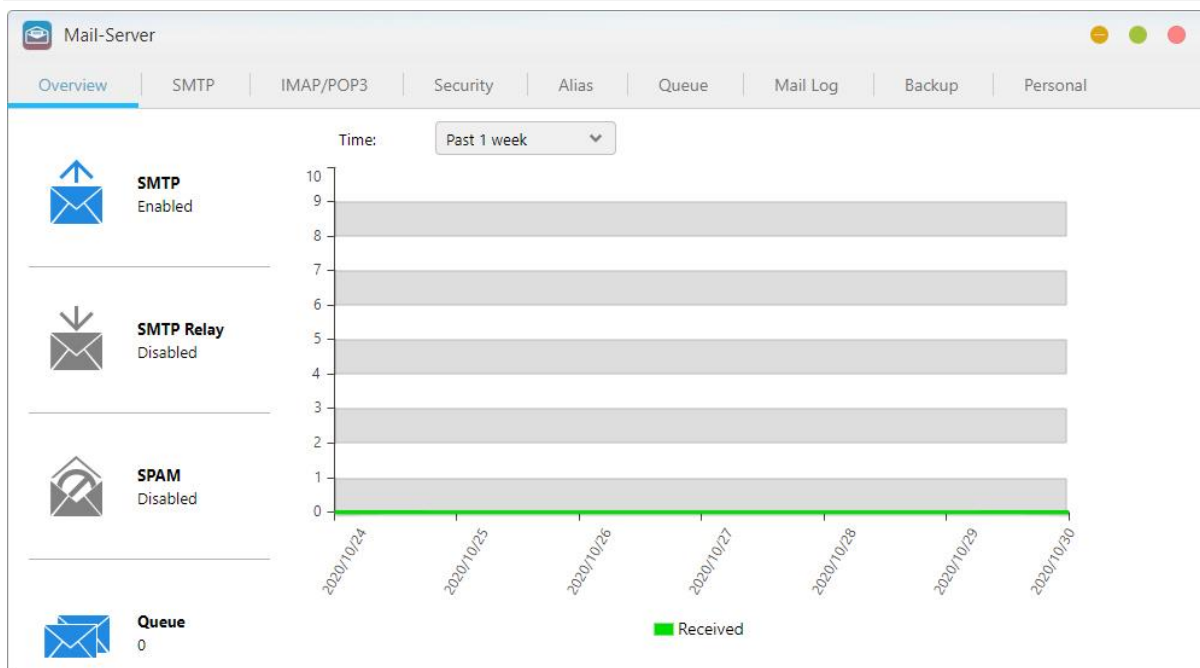 Mail-Server
Overview SMTP IMAP/POP3 Security Alias Queue Mail Log Backup Personal
Time: Past 1 week
SMTP
Enabled
SMTP Relay
Disabled
SPAM
Disabled
Queue
0
10
9
8
7
6
5
4
3
2
1
0
2020/10/24 2020/10/25 2020/10/26 2020/10/27 2020/10/28 2020/10/29 2020/10/30
Received